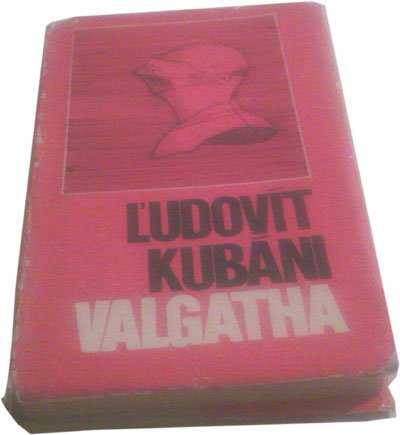 ĽUDOVÍT
KUBÁNI
VALGATHA